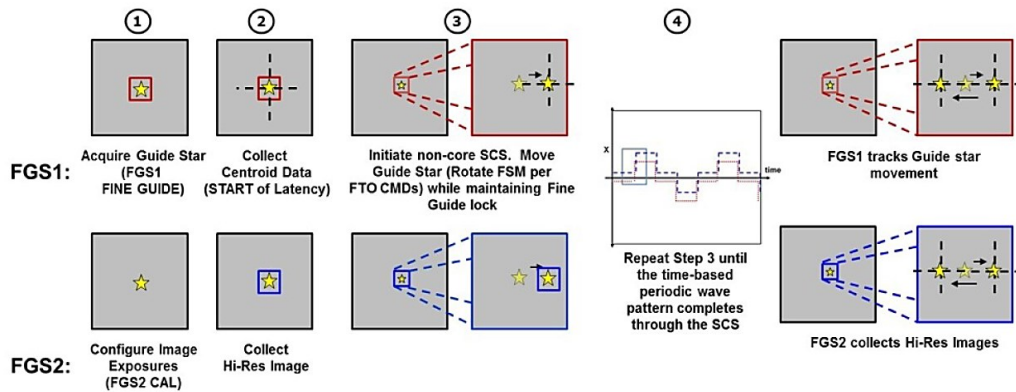 1
2
3
4
FGS1:
Acquire Guide Star
(FGS1
FINE GUIDE)
Collect
Centroid Data
(START of Latency)
Initiate non-core SCS. Move
Guide Star (Rotate FSM per
FTO CMDs) while maintaining Fine
Guide lock
X
time
Repeat Step 3 until
the time-based
periodic wave
pattern completes
through the SCS
FGS1 tracks Guide star
movement
FGS2:
Configure Image
Exposures
(FGS2 CAL)
Collect
Hi-Res Image
FGS2 collects Hi-Res Images